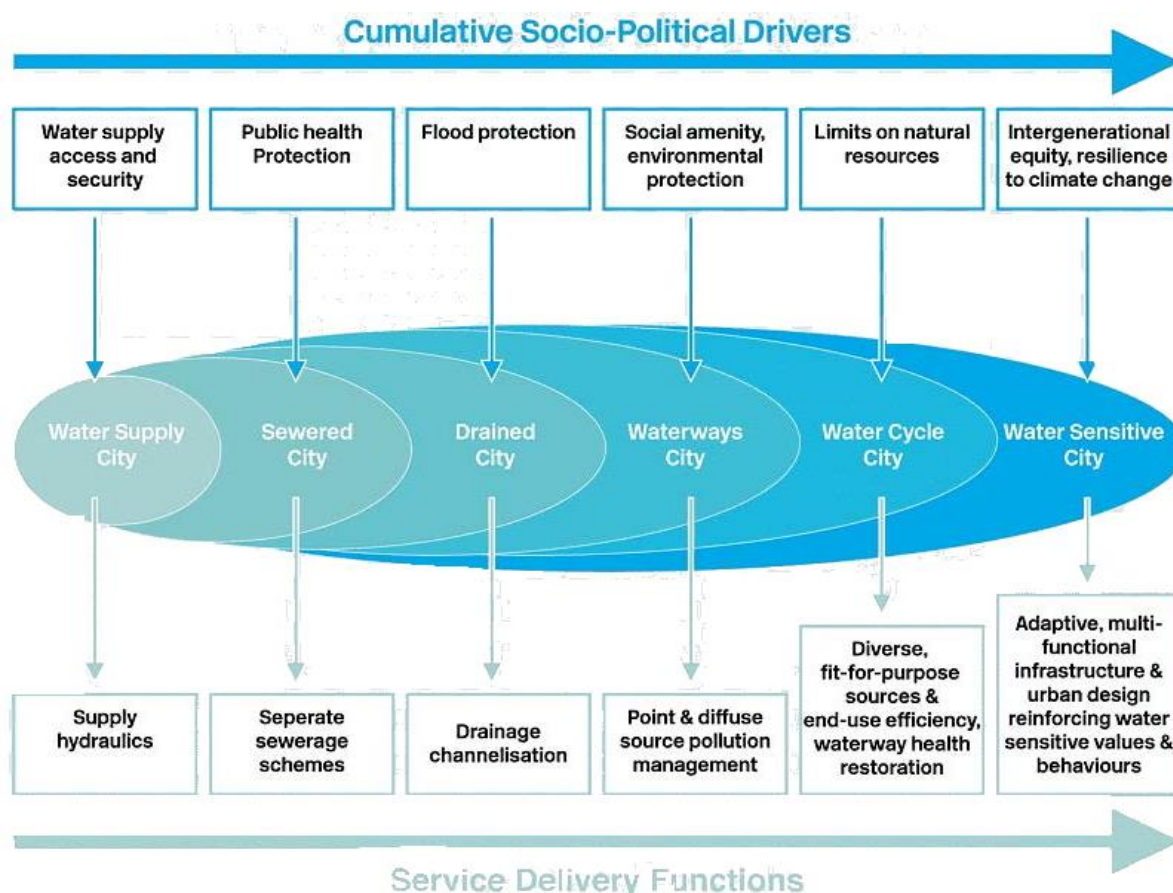 Cumulative Socio-Political Drivers
Water supply
access and
security
Public health
Protection
Flood protection
Social amenity,
environmental
protection
Limits on natural
resources
Intergenerational
equity, resilience
to climate change
Water Supply
City
Sewered
City
Drained
City
Waterways
City
Water Cycle
City
Water Sensitive
City
Supply
hydraulics
Seperate
sewerage
schemes
Drainage
channelisation
Point & diffuse
source pollution
management
Diverse,
fit-for-purpose
sources &
end-use efficiency,
waterway health
restoration
Adaptive, multi-
functional
infrastructure &
urban design
reinforcing water
sensitive values &
behaviours
Service Delivery Functions